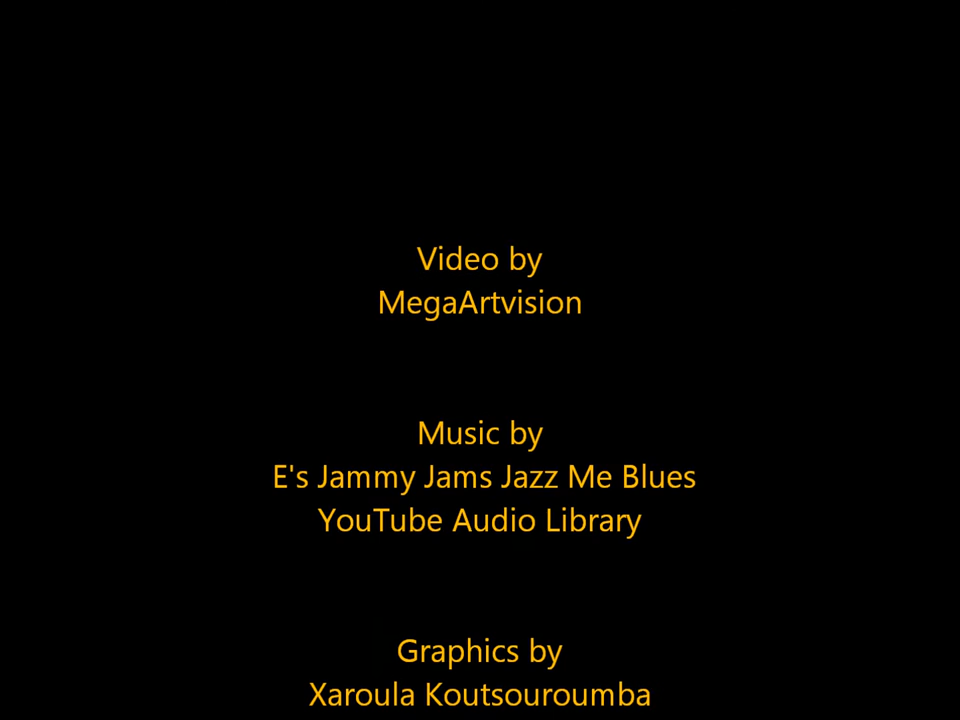 Video by
MegaArtvision
Music by
E's Jammy Jams Jazz Me Blues
YouTube Audio Library
Graphics by
Xaroula Koutsouroumba